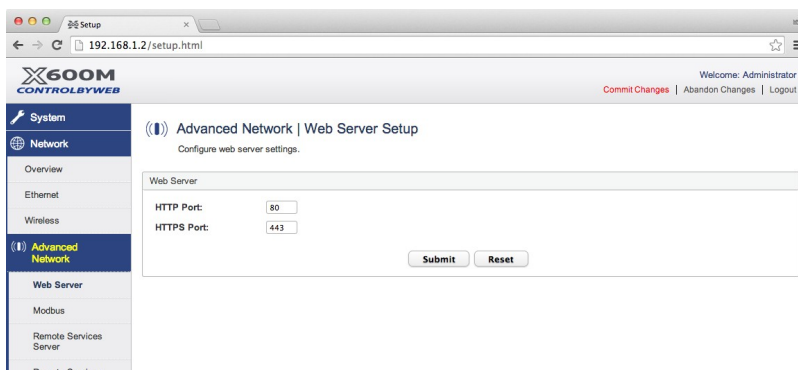 Setup
192.168.1.2/setup.html
X600M
CONTROLBYWEB
Welcome: Administrator
Commit Changes | Abandon Changes | Logout
System
Network
Overview
Ethernet
Wireless
Advanced
Network
Web Server
Modbus
Remote Services
Server
Advanced Network | Web Server Setup
Configure web server settings.
Web Server
HTTP Port: 80
HTTPS Port: 443
Submit Reset